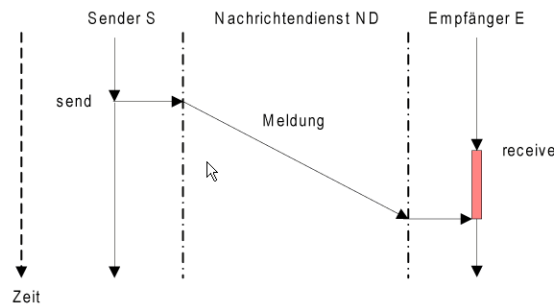 Sender S
Nachrichtendienst ND
Empfänger E
send
Meldung
receive
Zeit